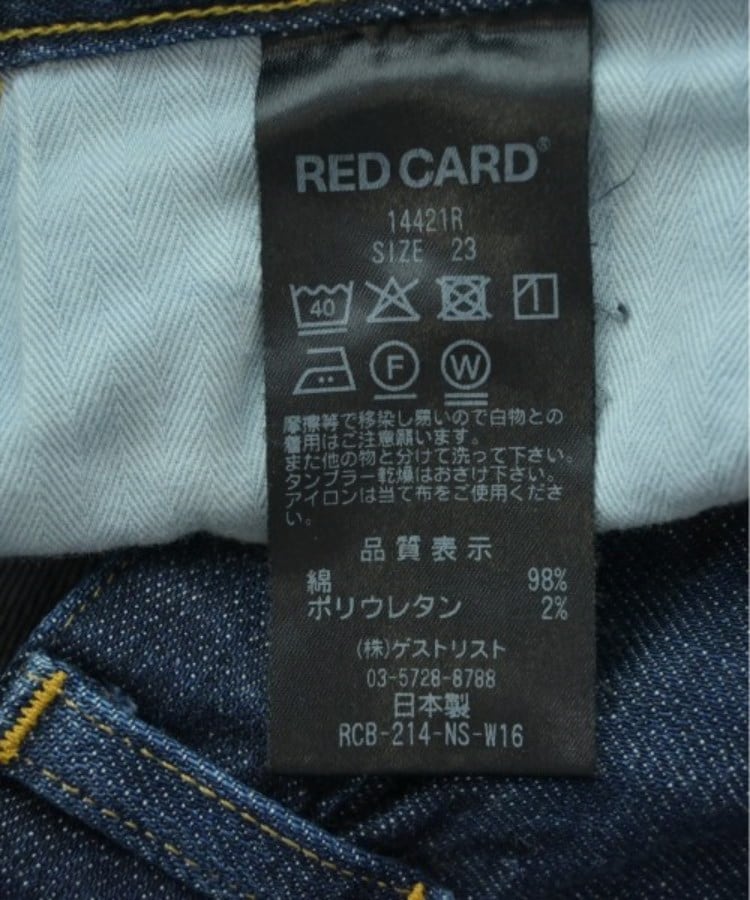 RED CARD®
14421R
SIZE 23
40
F W
摩擦等で移染し易いので白物との
着用はご注意願います。
また他の物と分けて洗って下さい。
タンブラー乾燥はおさけ下さい。
アイロンは当て布をご使用くださ
い。
品質表示
綿 98%
ポリウレタン 2%
(株)ゲストリスト
03-5728-8788
日本製
RCB-214-NS-W16